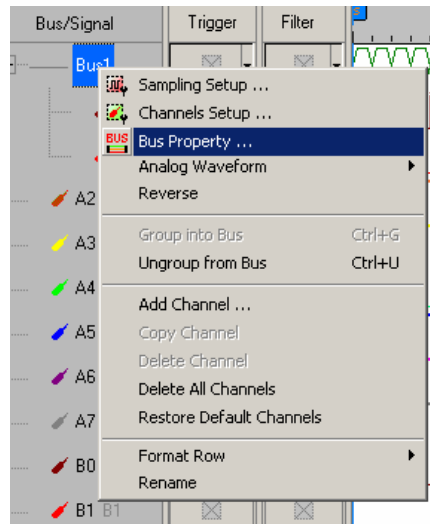 Bus/Signal Trigger Filter
Bus1
Sampling Setup ...
Channels Setup ...
BUS Bus Property ...
Analog Waveform
A2 Reverse
Group into Bus Ctrl+G
A3
Ungroup from Bus Ctrl+U
A4
Add Channel ...
A5 Copy Channel
Delete Channel
A6
Delete All Channels
A7 Restore Default Channels
Format Row
B0
Rename
B1 B1